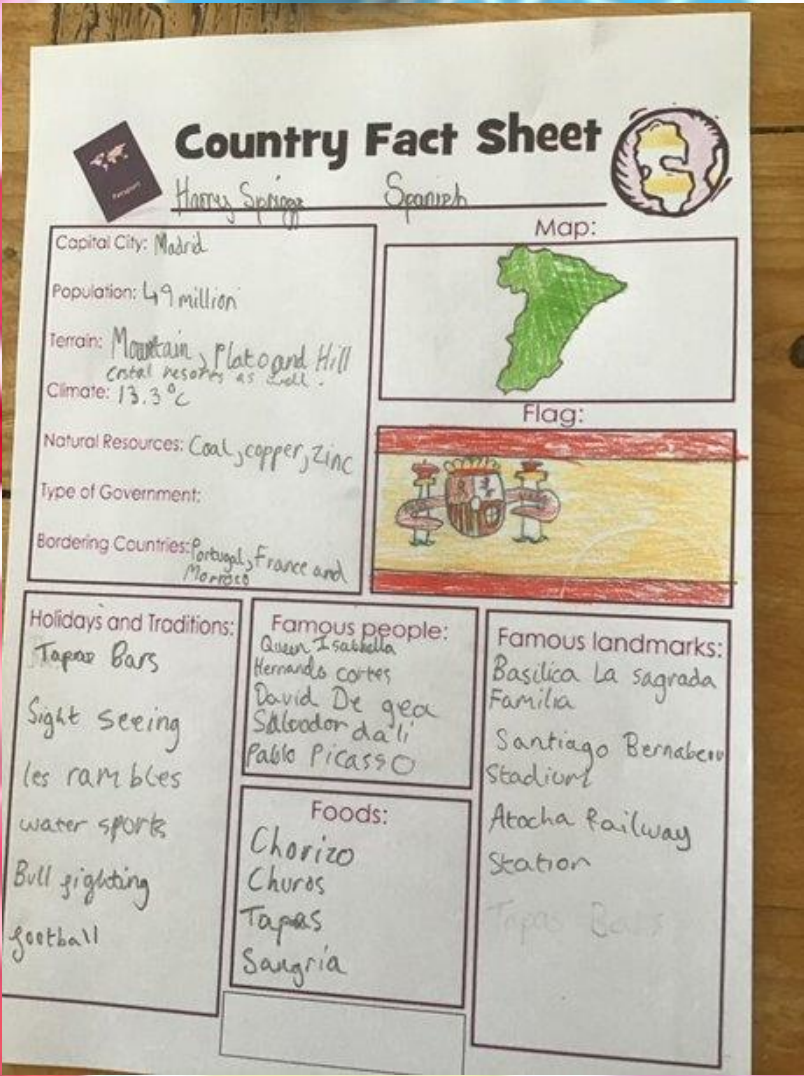 Country Fact Sheet
Passport
Harry Spriggs Spanish
Capital City: Madrid
Population: 49 million
Terrain: Mountain, Plato and Hill
costal resorts as well.
Climate: 13.3°C
Natural Resources: Coal, copper, zinc
Type of Government:
Bordering Countries: Portugal, France and
Morroco
Map:
Flag:
Holidays and Traditions:
Tapas Bars
Sight seeing
les rambles
water sports
Bull fighting
football
Famous people:
Queen Isabbella
Hernando cortes
David De gea
Salvador dali
Pablo Picasso
Foods:
Chorizo
Churos
Tapas
Sangria
Famous landmarks:
Basilica La sagrada
Familia
Santiago Bernabeu
Stadium
Atocha Railway
Station
Tapas Bars